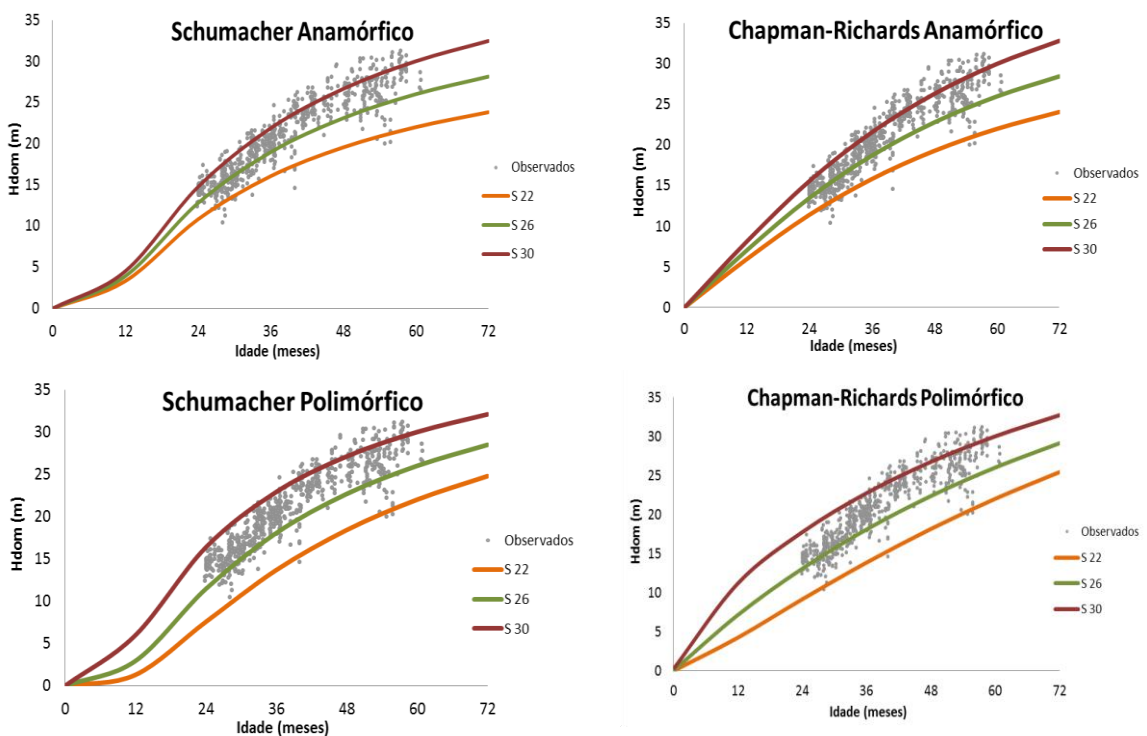 Schumacher Anamórfico
35
30
25
20
15
10
5
0
Hdom (m)
Observados
S 22
S 26
S 30
0 12 24 36 48 60 72
Idade (meses)
Chapman-Richards Anamórfico
35
30
25
20
15
10
5
0
Hdom (m)
Observados
S 22
S 26
S 30
0 12 24 36 48 60 72
Idade (meses)
Schumacher Polimórfico
35
30
25
20
15
10
5
0
Hdom (m)
Observados
S 22
S 26
S 30
0 12 24 36 48 60 72
Idade (meses)
Chapman-Richards Polimórfico
35
30
25
20
15
10
5
0
Hdom (m)
Observados
S 22
S 26
S 30
0 12 24 36 48 60 72
Idade (meses)